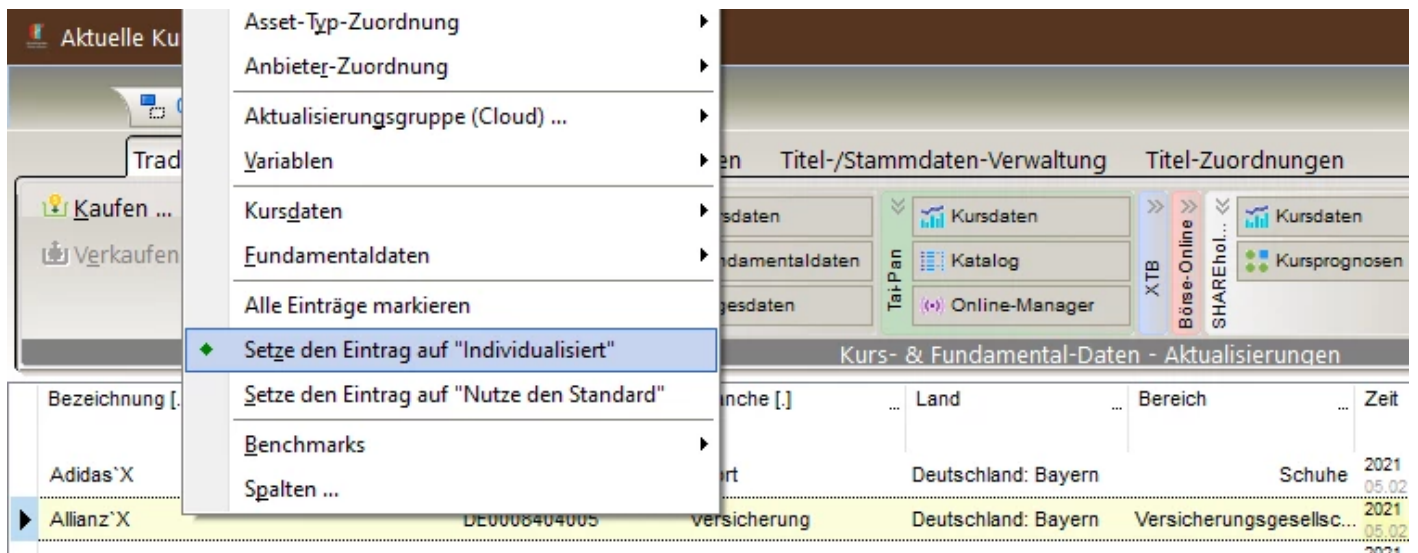 Aktuelle Ku
Asset-Typ-Zuordnung
Anbieter-Zuordnung
Aktualisierungsgruppe (Cloud) ...
Variablen
Kursdaten
Fundamentaldaten
Alle Einträge markieren
Setze den Eintrag auf "Individualisiert"
Setze den Eintrag auf "Nutze den Standard"
Benchmarks
Spalten ...
Trad
en Titel-/Stammdaten-Verwaltung Titel-Zuordnungen
Kaufen ...
Verkaufen
rsdaten
ndamentaldaten
gesdaten
Tai-Pan
Kursdaten
Katalog
Online-Manager
XTB
Börse-Online
SHAREhol...
Kursdaten
Kursprognosen
Kurs- & Fundamental-Daten - Aktualisierungen
Bezeichnung [. anche [.] ... Land ... Bereich ... Zeit
Adidas`X ort Deutschland: Bayern Schuhe 2021
05.02
Allianz`X DE0008404005 Versicherung Deutschland: Bayern Versicherungsgesellsc... 2021
05.02
2021